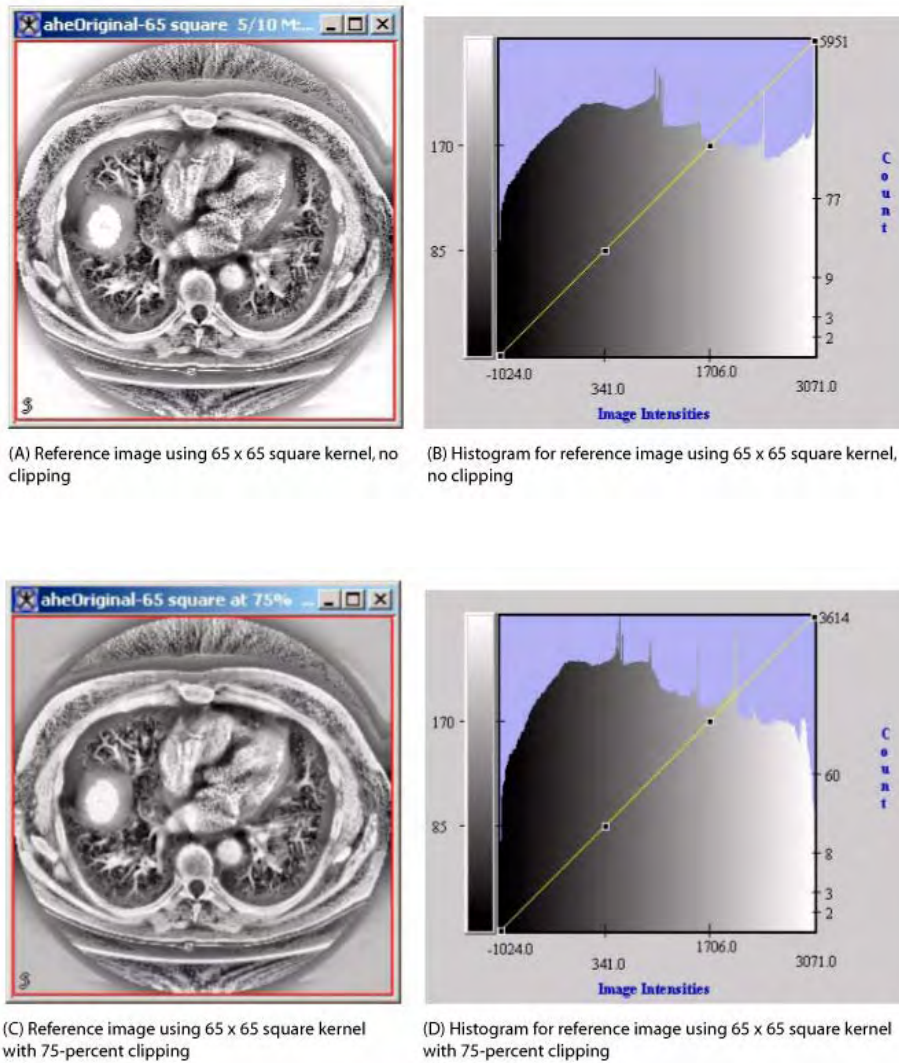 aheOriginal-65 square 5/10 M:...
5951
170
77
85
9
3
2
-1024.0
341.0
1706.0
3071.0
Image Intensities
Count
S
(A) Reference image using 65 x 65 square kernel, no
clipping
(B) Histogram for reference image using 65 x 65 square kernel,
no clipping
aheOriginal-65 square at 75% ...
3614
170
60
85
8
3
2
-1024.0
341.0
1706.0
3071.0
Image Intensities
Count
S
(C) Reference image using 65 x 65 square kernel
with 75-percent clipping
(D) Histogram for reference image using 65 x 65 square kernel
with 75-percent clipping